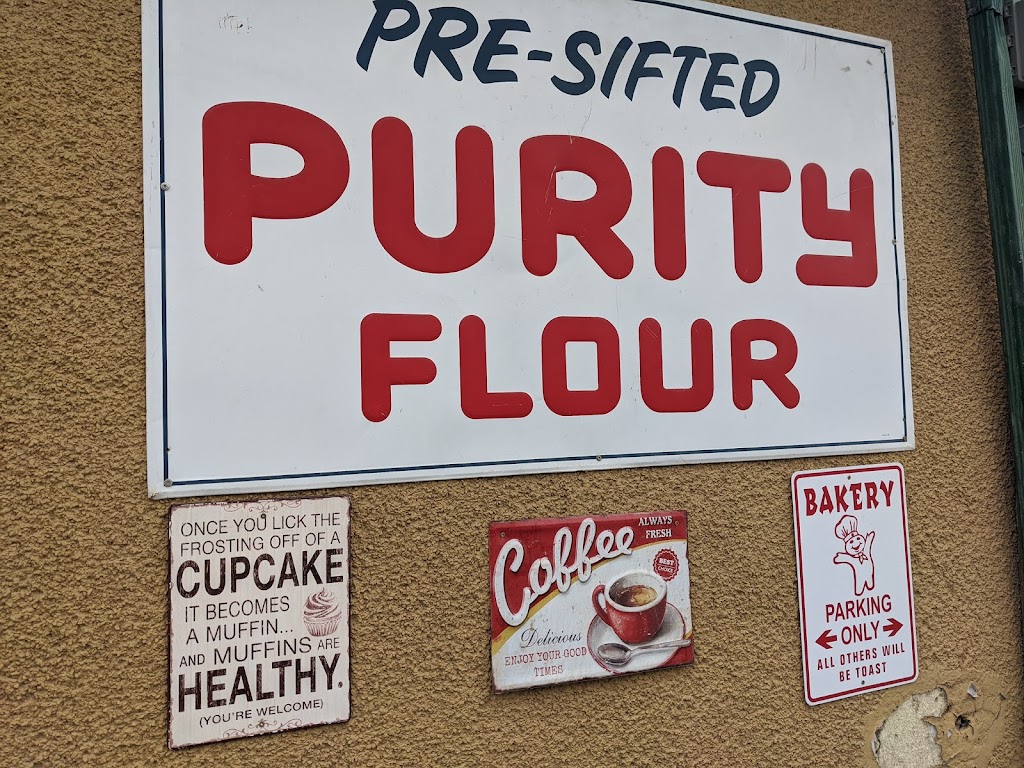 PRE-SIFTED
PURITY
FLOUR
ONCE YOU LICK THE
FROSTING OFF OF A
CUPCAKE
IT BECOMES
A MUFFIN...
AND MUFFINS ARE
HEALTHY.
(YOU'RE WELCOME)
Coffee
ALWAYS
FRESH
BEST
CHOICE
Delicious
ENJOY YOUR GOOD
TIMES
BAKERY
PARKING
ONLY
ALL OTHERS WILL
BE TOAST